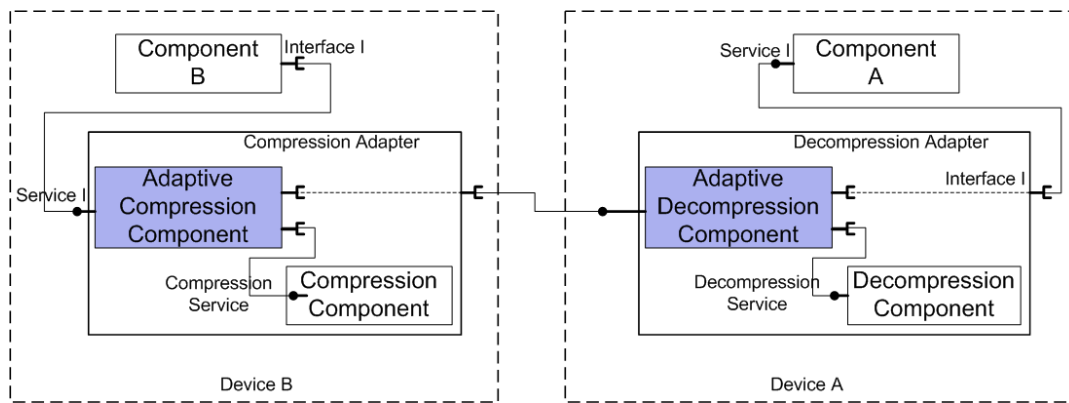 Component
B
Interface I
Compression Adapter
Service I
Adaptive
Compression
Component
Compression
Service
Compression
Component
Device B
Service I
Component
A
Decompression Adapter
Adaptive
Decompression
Component
Interface I
Decompression
Service
Decompression
Component
Device A